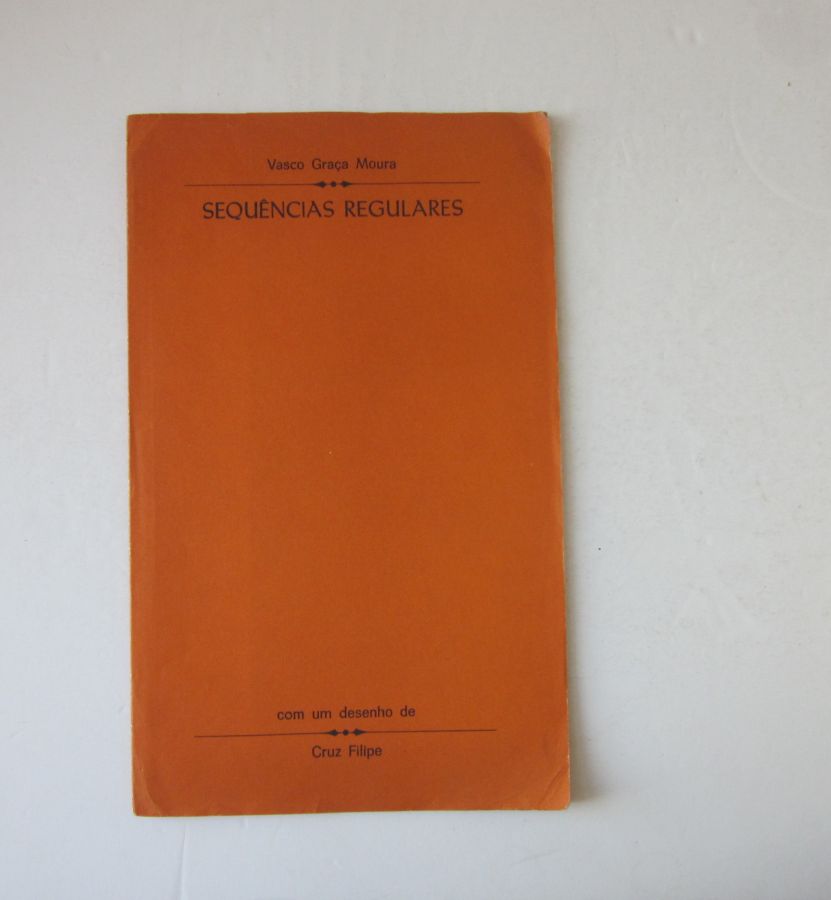 Vasco Graça Moura
SEQUÊNCIAS REGULARES
com um desenho de
Cruz Filipe